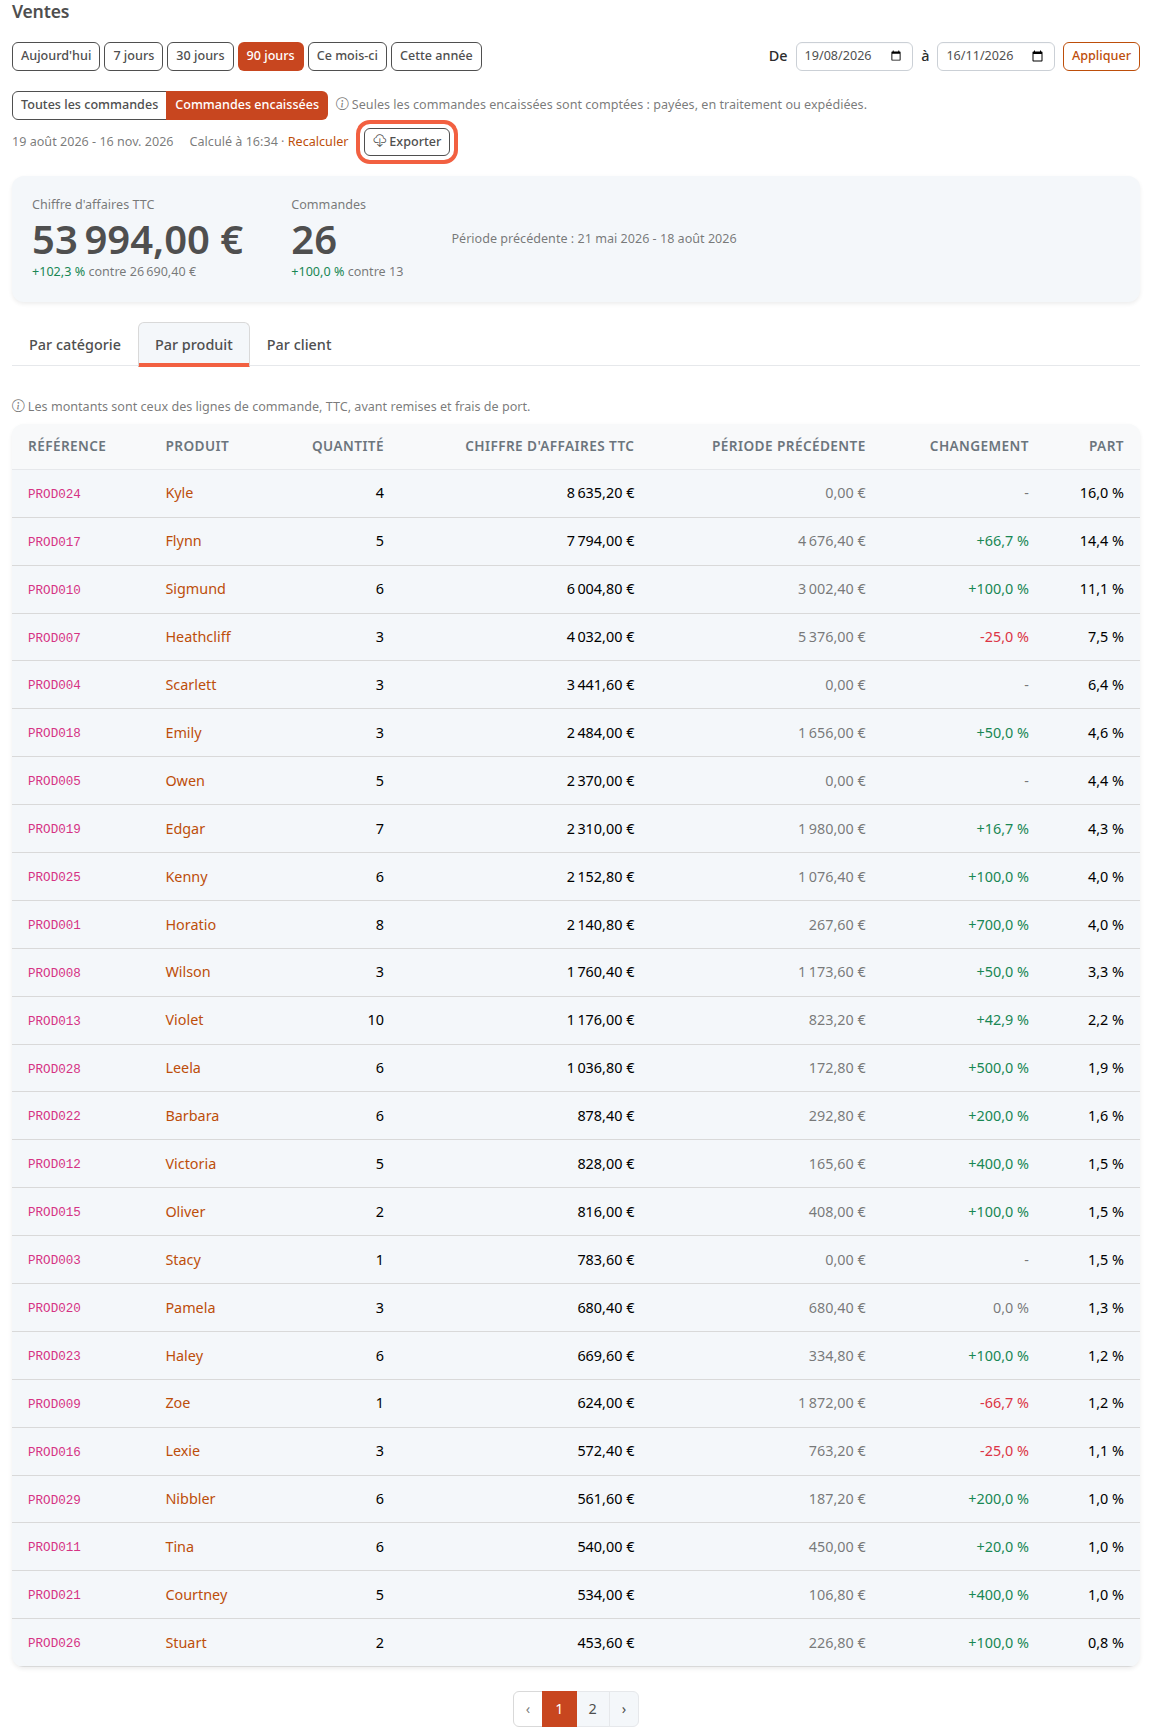 Ventes
Aujourd'hui 7 jours 30 jours 90 jours Ce mois-ci Cette année De 19/08/2026 à 16/11/2026 Appliquer
Toutes les commandes Commandes encaissées Seules les commandes encaissées sont comptées : payées, en traitement ou expédiées.
19 août 2026 - 16 nov. 2026 Calculé à 16:34 · Recalculer Exporter
Chiffre d'affaires TTC Commandes
53 994,00 € 26 Période précédente : 21 mai 2026 - 18 août 2026
+102,3 % contre 26 690,40 € +100,0 % contre 13
Par catégorie Par produit Par client
Les montants sont ceux des lignes de commande, TTC, avant remises et frais de port.
RÉFÉRENCE PRODUIT QUANTITÉ CHIFFRE D'AFFAIRES TTC PÉRIODE PRÉCÉDENTE CHANGEMENT PART
PROD024 Kyle 4 8 635,20 € 0,00 € - 16,0 %
PROD017 Flynn 5 7 794,00 € 4 676,40 € +66,7 % 14,4 %
PROD010 Sigmund 6 6 004,80 € 3 002,40 € +100,0 % 11,1 %
PROD007 Heathcliff 3 4 032,00 € 5 376,00 € -25,0 % 7,5 %
PROD004 Scarlett 3 3 441,60 € 0,00 € - 6,4 %
PROD018 Emily 3 2 484,00 € 1 656,00 € +50,0 % 4,6 %
PROD005 Owen 5 2 370,00 € 0,00 € - 4,4 %
PROD019 Edgar 7 2 310,00 € 1 980,00 € +16,7 % 4,3 %
PROD025 Kenny 6 2 152,80 € 1 076,40 € +100,0 % 4,0 %
PROD001 Horatio 8 2 140,80 € 267,60 € +700,0 % 4,0 %
PROD008 Wilson 3 1 760,40 € 1 173,60 € +50,0 % 3,3 %
PROD013 Violet 10 1 176,00 € 823,20 € +42,9 % 2,2 %
PROD028 Leela 6 1 036,80 € 172,80 € +500,0 % 1,9 %
PROD022 Barbara 6 878,40 € 292,80 € +200,0 % 1,6 %
PROD012 Victoria 5 828,00 € 165,60 € +400,0 % 1,5 %
PROD015 Oliver 2 816,00 € 408,00 € +100,0 % 1,5 %
PROD003 Stacy 1 783,60 € 0,00 € - 1,5 %
PROD020 Pamela 3 680,40 € 680,40 € 0,0 % 1,3 %
PROD023 Haley 6 669,60 € 334,80 € +100,0 % 1,2 %
PROD009 Zoe 1 624,00 € 1 872,00 € -66,7 % 1,2 %
PROD016 Lexie 3 572,40 € 763,20 € -25,0 % 1,1 %
PROD029 Nibbler 6 561,60 € 187,20 € +200,0 % 1,0 %
PROD011 Tina 6 540,00 € 450,00 € +20,0 % 1,0 %
PROD021 Courtney 5 534,00 € 106,80 € +400,0 % 1,0 %
PROD026 Stuart 2 453,60 € 226,80 € +100,0 % 0,8 %
‹ 1 2 ›